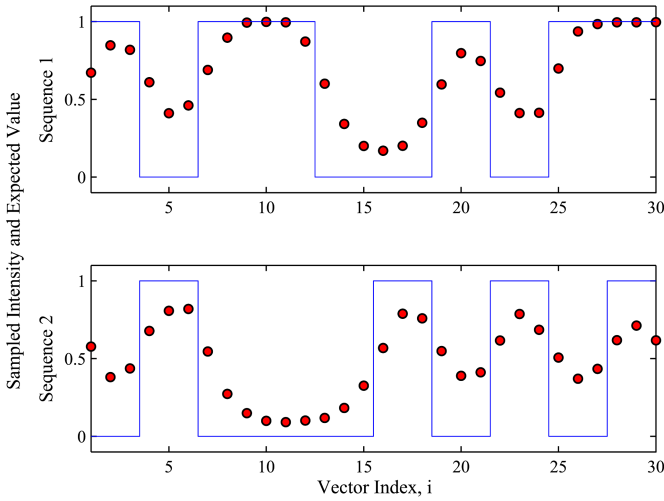 Sampled Intensity and Expected Value
Sequence 1
1
0.5
0
5 10 15 20 25 30
Sequence 2
1
0.5
0
5 10 15 20 25 30
Vector Index, i